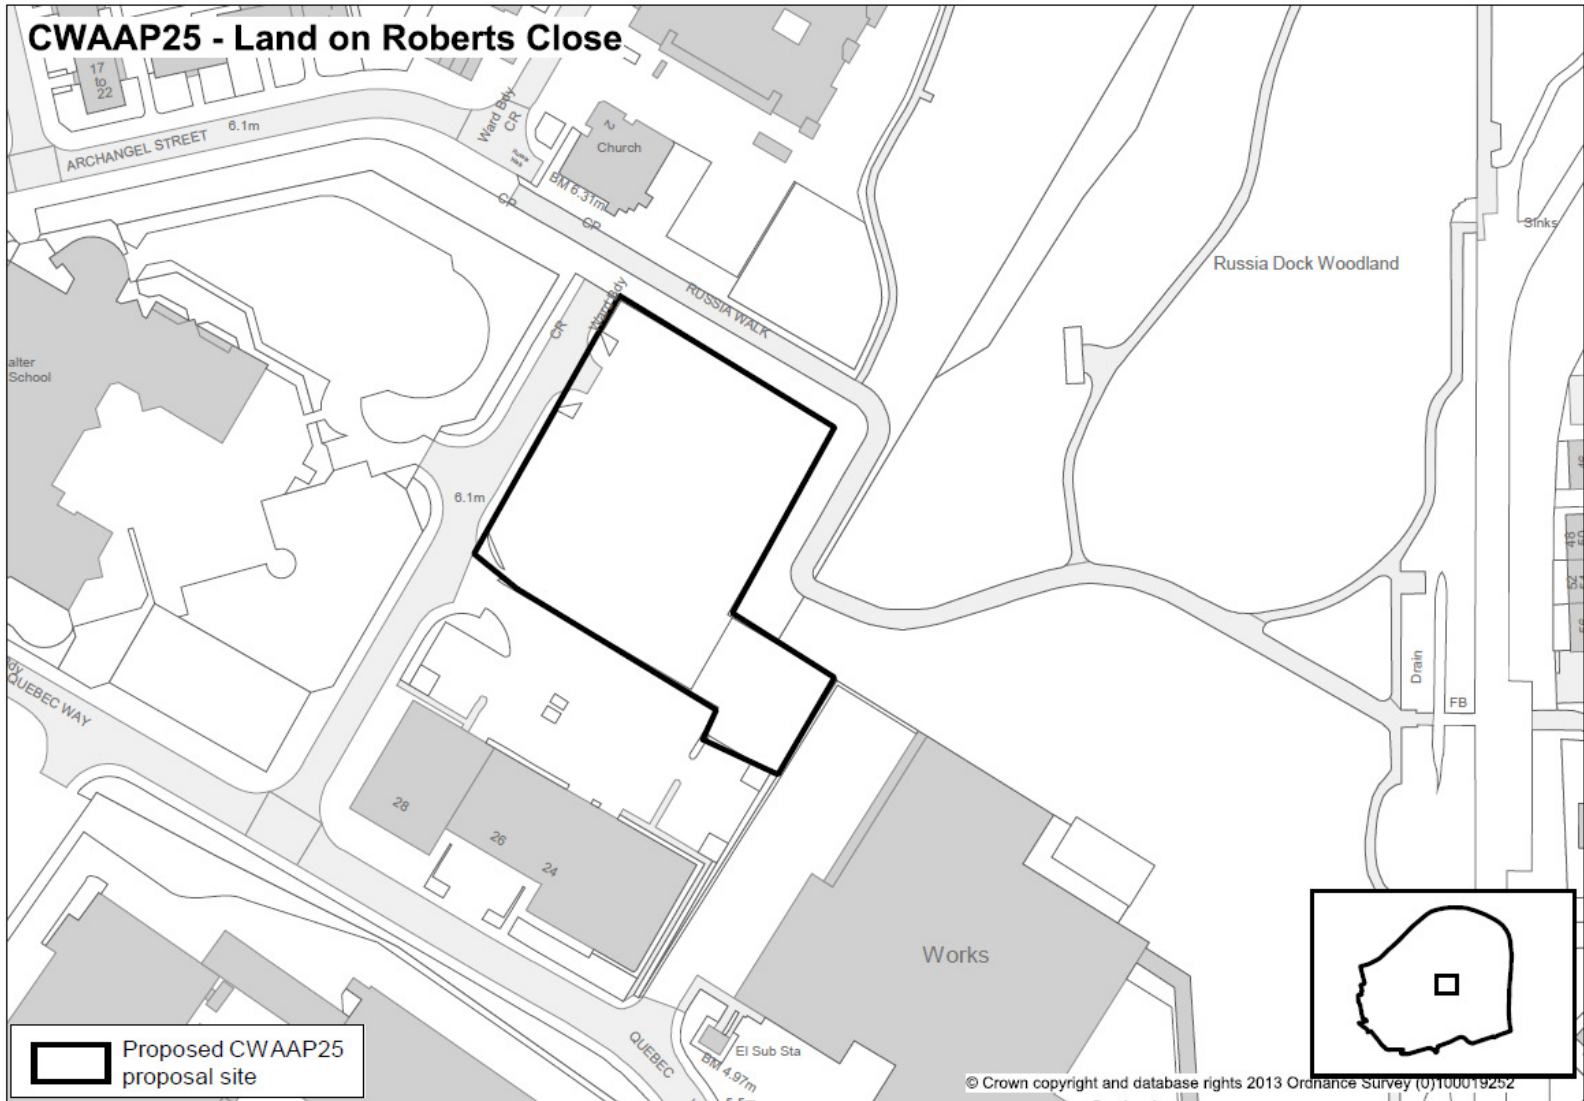 CWAAP25 - Land on Roberts Close
17
to
22
ARCHANGEL STREET
6.1m
Ward Bdy
CR
2
Church
BM 6.31m
CP
CP
RUSSIA WALK
Ward Bdy
CR
Russia Dock Woodland
Sinks
alter
School
6.1m
QUEBEC WAY
Drain
FB
28
26
24
Works
El Sub Sta
BM 4.97m
QUEBEC
Proposed CWAAP25
proposal site
© Crown copyright and database rights 2013 Ordnance Survey (0)100019252